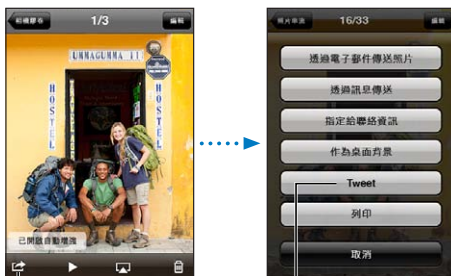 相機膠卷
1/3
編輯
UMMAGUMMA II
HOSTEL
HOSTEL
已開啟自動增強
照片串流
16/33
編輯
透過電子郵件傳送照片
透過訊息傳送
指定給聯絡資訊
作為桌面背景
Tweet
列印
取消